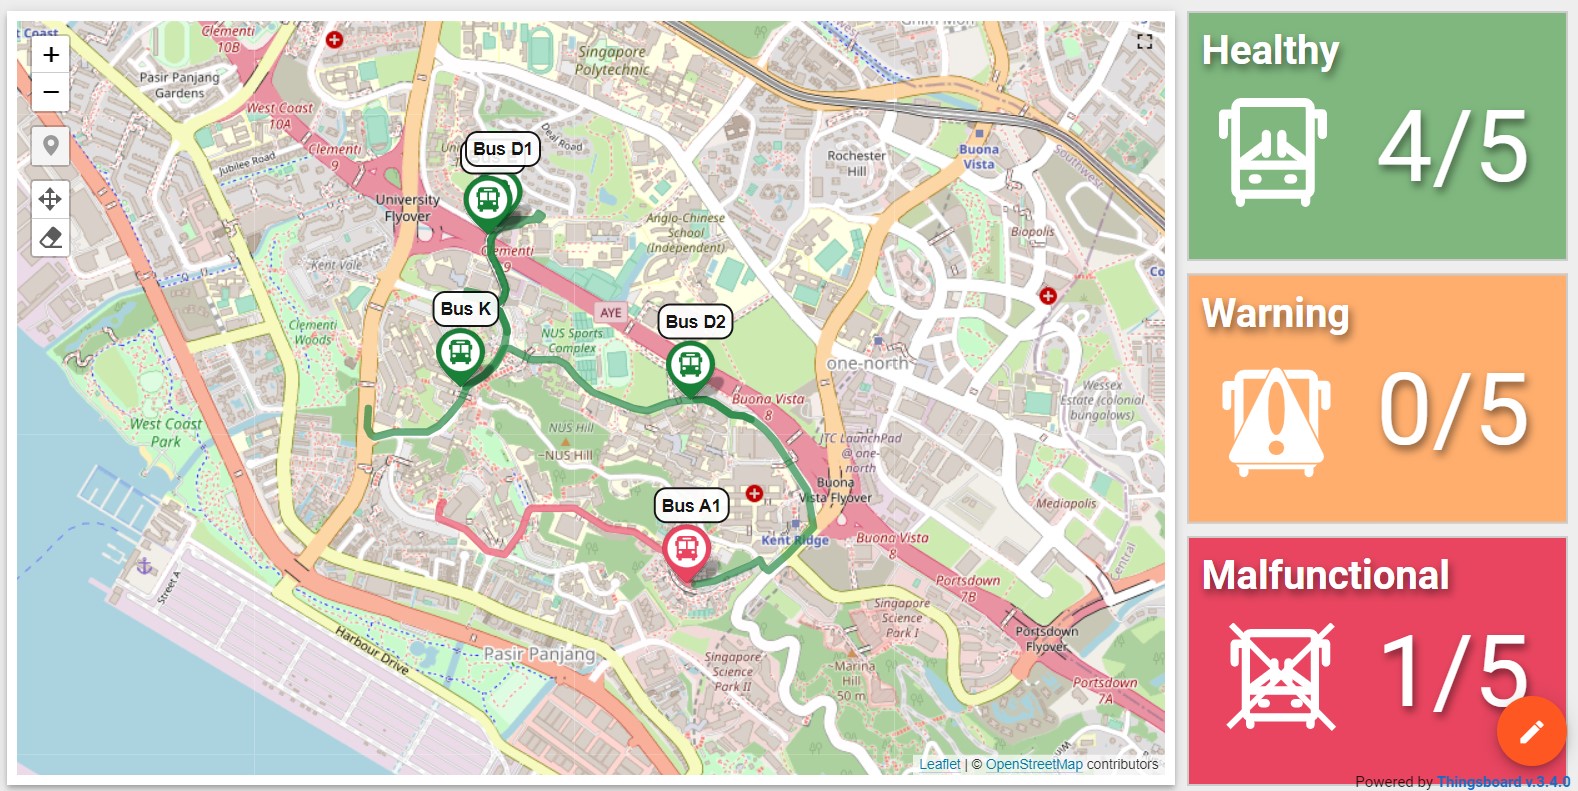 Coast
Clementi
10B
Pasir Panjang
Gardens
West Coast
10A
Clementi
9
Jubilee Road
Singapore
Polytechnic
Deal Road
Bus D1
University
Flyover
Clementi
9
Kent Vale
Anglo-Chinese
School
(Independent)
Rochester
Hill
Buona
Vista
Southwest
Biopolis
Co
Bus K
AYE
Bus D2
Clementi
Woods
NUS Sports
Complex
one-north
Wessex
Estate (colonial
bungalows)
Buona Vista
8
West Coast
Park
NUS Hill
~NUS Hill
JTC LaunchPad
@ one-
north
Buona
Vista Flyover
Mediapolis
Bus A1
Kent Ridge
Buona Vista
8
Central
Street A
Portsdown
7B
Singapore
Science
Park I
Portsdown
Flyover
Harbour Drive
Pasir Panjang
Singapore
Science
Park II
~Marina
Hill
50 m
Portsdown
7A
+
−
Leaflet | © OpenStreetMap contributors
Healthy
4/5
Warning
0/5
Malfunctional
1/5
Powered by Thingsboard v.3.4.0